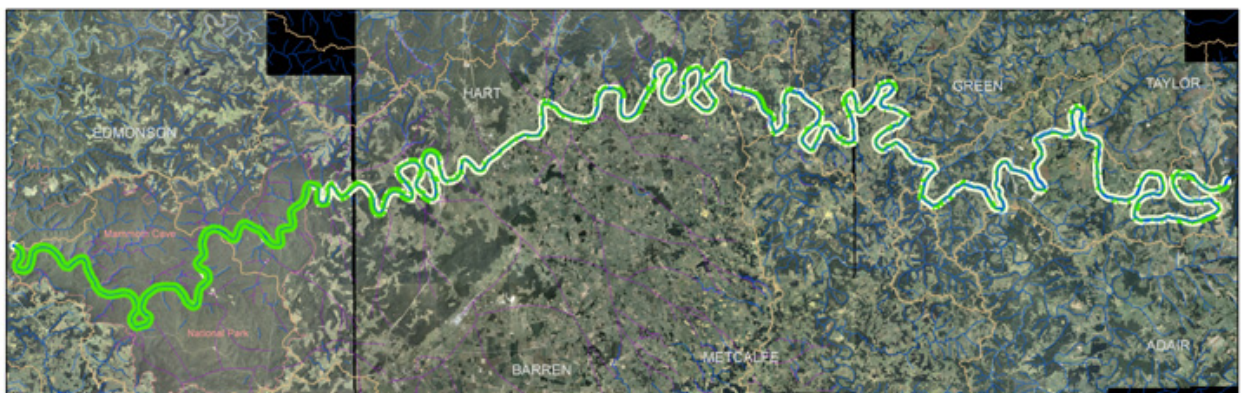 HART
GREEN
TAYLOR
EDMONSON
Mammoth Cave
National Park
BARREN
METCALFE
ADAIR